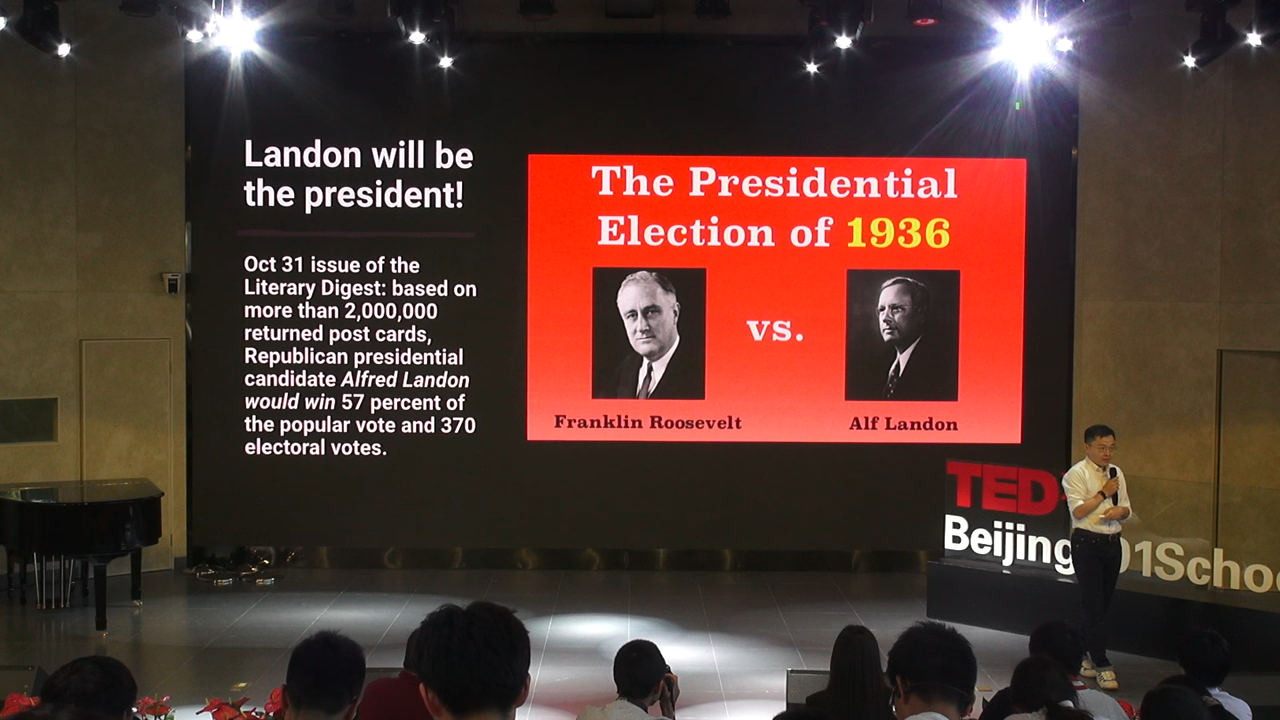 Landon will be
the president!
Oct 31 issue of the
Literary Digest: based on
more than 2,000,000
returned post cards,
Republican presidential
candidate Alfred Landon
would win 57 percent of
the popular vote and 370
electoral votes.
The Presidential
Election of 1936
vs.
Franklin Roosevelt
Alf Landon
TED
Beijing 01Schoo